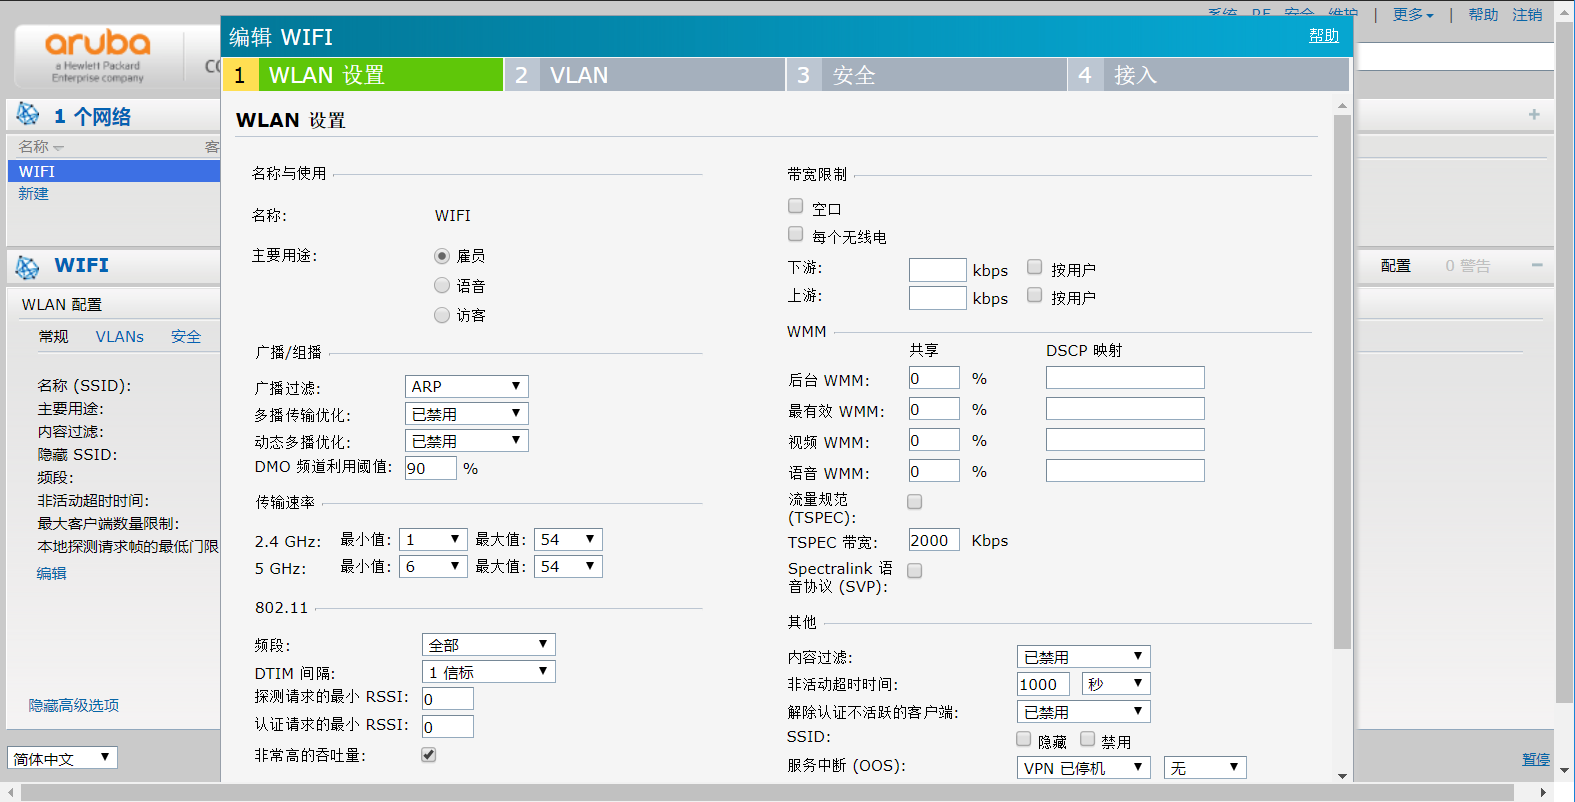 系统 RF 安全 维护 | 更多 | 帮助 注销
aruba
a Hewlett Packard
Enterprise company
编辑 WIFI
帮助
1 WLAN 设置
2 VLAN
3 安全
4 接入
1 个网络
名称
客
WIFI
新建
WIFI
配置
0 警告
WLAN 配置
常规 VLANs 安全
名称 (SSID):
主要用途:
内容过滤:
隐藏 SSID:
频段:
非活动超时时间:
最大客户端数量限制:
本地探测请求帧的最低门限
编辑
隐藏高级选项
简体中文
暂停
WLAN 设置
名称与使用
名称: WIFI
主要用途: 雇员
语音
访客
广播/组播
广播过滤: ARP
多播传输优化: 已禁用
动态多播优化: 已禁用
DMO 频道利用阈值: 90 %
传输速率
2.4 GHz: 最小值: 1 最大值: 54
5 GHz: 最小值: 6 最大值: 54
802.11
频段: 全部
DTIM 间隔: 1 信标
探测请求的最小 RSSI: 0
认证请求的最小 RSSI: 0
非常高的吞吐量:
带宽限制
空口
每个无线电
下游: kbps 按用户
上游: kbps 按用户
WMM
共享 DSCP 映射
后台 WMM: 0 %
最有效 WMM: 0 %
视频 WMM: 0 %
语音 WMM: 0 %
流量规范
(TSPEC):
TSPEC 带宽: 2000 Kbps
Spectralink 语
音协议 (SVP):
其他
内容过滤: 已禁用
非活动超时时间: 1000 秒
解除认证不活跃的客户端: 已禁用
SSID: 隐藏 禁用
服务中断 (OOS): VPN 已停机 无